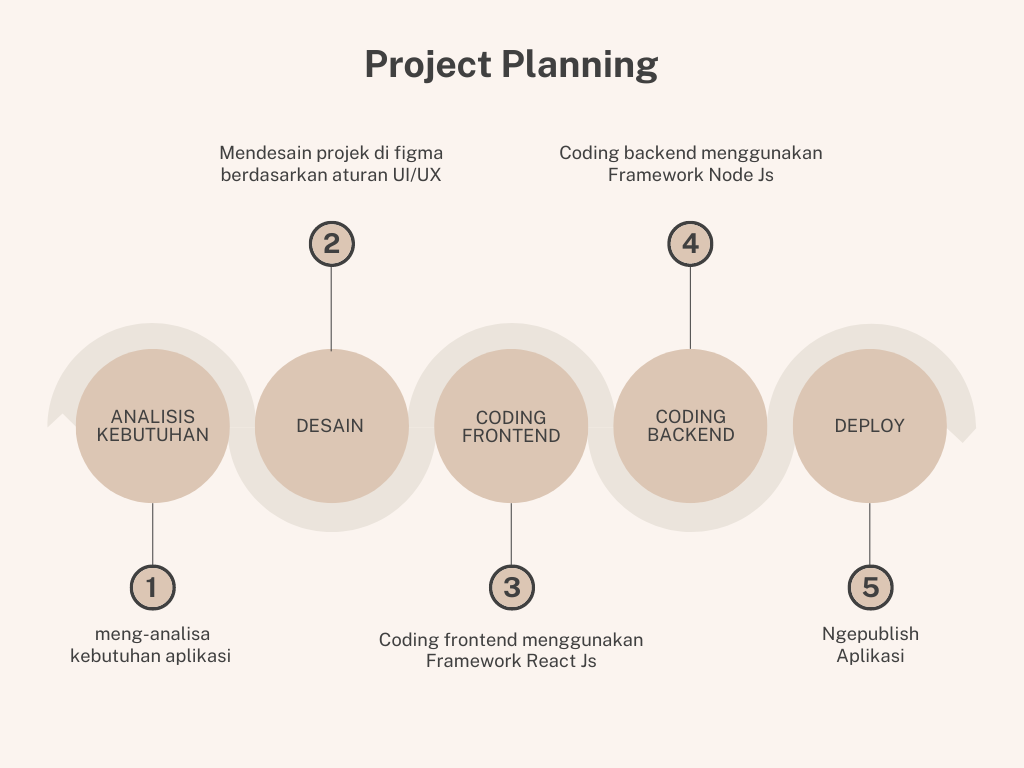 Project Planning
Mendesain projek di figma
berdasarkan aturan UI/UX
Coding backend menggunakan
Framework Node Js
2
4
ANALISIS
KEBUTUHAN
DESAIN
CODING
FRONTEND
CODING
BACKEND
DEPLOY
1
3
5
meng-analisa
kebutuhan aplikasi
Coding frontend menggunakan
Framework React Js
Ngepublish
Aplikasi